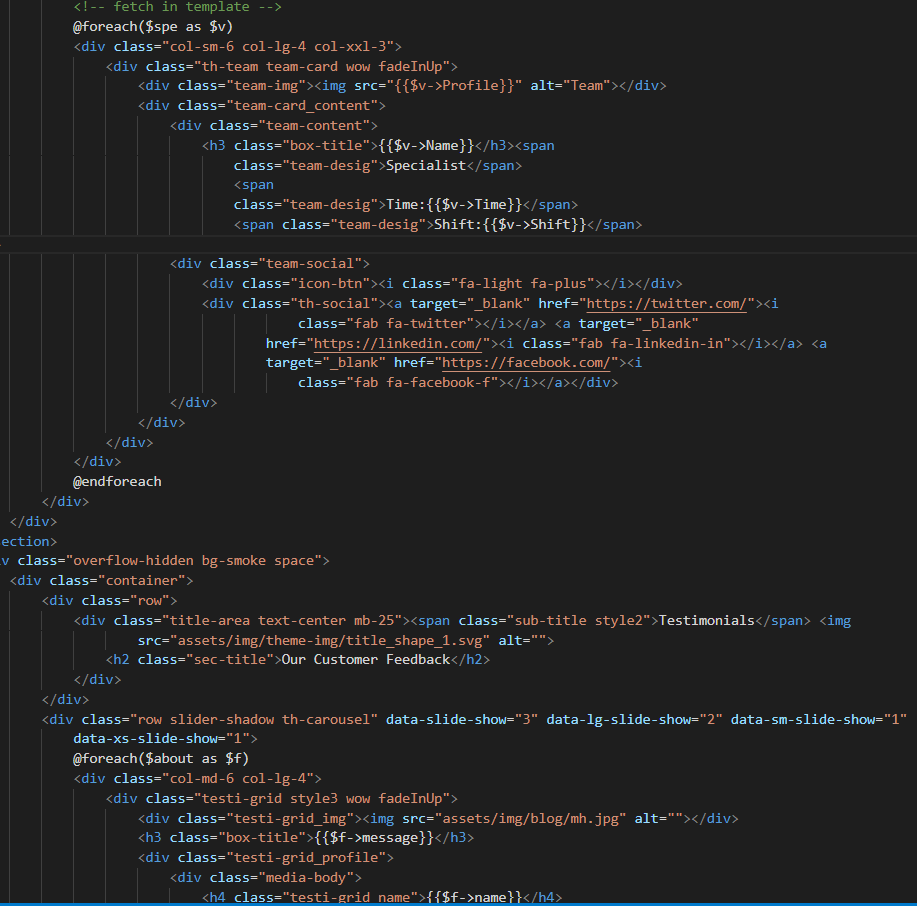 <!-- fetch in template -->
@foreach($spe as $v)
<div class="col-sm-6 col-lg-4 col-xxl-3">
<div class="th-team team-card wow fadeInUp">
<div class="team-img"><img src="{{$v->Profile}}" alt="Team"></div>
<div class="team-card_content">
<div class="team-content">
<h3 class="box-title">{{$v->Name}}</h3><span
class="team-desig">Specialist</span>
<span
class="team-desig">Time:{{$v->Time}}</span>
<span class="team-desig">Shift:{{$v->Shift}}</span>
<div class="team-social">
<div class="icon-btn"><i class="fa-light fa-plus"></i></div>
<div class="th-social"><a target="_blank" href="https://twitter.com/"><i
class="fab fa-twitter"></i></a> <a target="_blank"
href="https://linkedin.com/"><i class="fab fa-linkedin-in"></i></a> <a
target="_blank" href="https://facebook.com/"><i
class="fab fa-facebook-f"></i></a></div>
</div>
</div>
</div>
</div>
@endforeach
</div>
</div>
ection>
v class="overflow-hidden bg-smoke space">
<div class="container">
<div class="row">
<div class="title-area text-center mb-25"><span class="sub-title style2">Testimonials</span> <img
src="assets/img/theme-img/title_shape_1.svg" alt="">
<h2 class="sec-title">Our Customer Feedback</h2>
</div>
</div>
<div class="row slider-shadow th-carousel" data-slide-show="3" data-lg-slide-show="2" data-sm-slide-show="1"
data-xs-slide-show="1">
@foreach($about as $f)
<div class="col-md-6 col-lg-4">
<div class="testi-grid style3 wow fadeInUp">
<div class="testi-grid_img"><img src="assets/img/blog/mh.jpg" alt=""></div>
<h3 class="box-title">{{$f->message}}</h3>
<div class="testi-grid_profile">
<div class="media-body">
<h4 class="testi-grid_name">{{$f->name}}</h4>